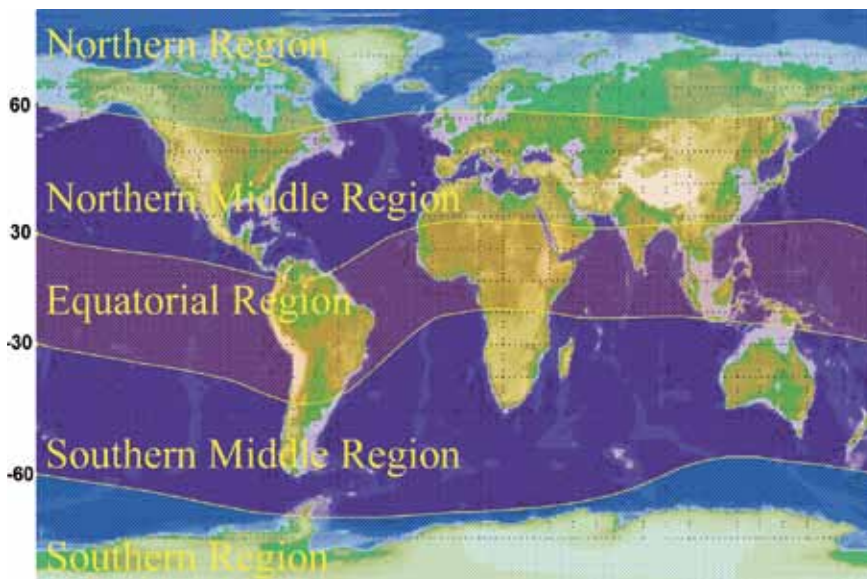 Northern Region
60
Northern Middle Region
30
Equatorial Region
-30
Southern Middle Region
-60
Southern Region